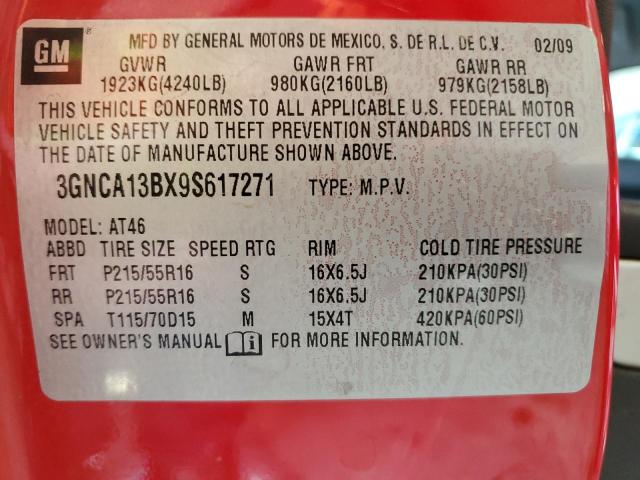 GM ®
MFD BY GENERAL MOTORS DE MEXICO, S. DE R.L. DE C.V. 02/09
GVWR GAWR FRT GAWR RR
1923KG(4240LB) 980KG(2160LB) 979KG(2158LB)
THIS VEHICLE CONFORMS TO ALL APPLICABLE U.S. FEDERAL MOTOR
VEHICLE SAFETY AND THEFT PREVENTION STANDARDS IN EFFECT ON
THE DATE OF MANUFACTURE SHOWN ABOVE.
3GNCA13BX9S617271 TYPE: M.P.V.
MODEL: AT46
ABBD TIRE SIZE SPEED RTG RIM COLD TIRE PRESSURE
FRT P215/55R16 S 16X6.5J 210KPA(30PSI)
RR P215/55R16 S 16X6.5J 210KPA(30PSI)
SPA T115/70D15 M 15X4T 420KPA(60PSI)
SEE OWNER'S MANUAL i FOR MORE INFORMATION.